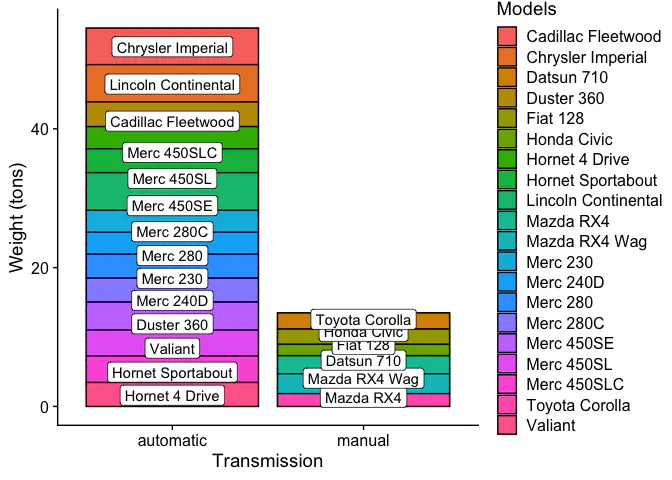 Models
Cadillac Fleetwood
Chrysler Imperial
Datsun 710
Duster 360
Fiat 128
Honda Civic
Hornet 4 Drive
Hornet Sportabout
Lincoln Continental
Mazda RX4
Mazda RX4 Wag
Merc 230
Merc 240D
Merc 280
Merc 280C
Merc 450SE
Merc 450SL
Merc 450SLC
Toyota Corolla
Valiant
Weight (tons)
40
20
0
Chrysler Imperial
Lincoln Continental
Cadillac Fleetwood
Merc 450SLC
Merc 450SL
Merc 450SE
Merc 280C
Merc 280
Merc 230
Merc 240D
Duster 360
Valiant
Hornet Sportabout
Hornet 4 Drive
Toyota Corolla
Honda Civic
Fiat 128
Datsun 710
Mazda RX4 Wag
Mazda RX4
automatic
manual
Transmission